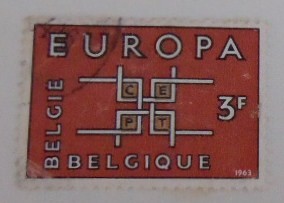 EUROPA
C E
P T
3F
BELGIE
BELGIQUE
1963